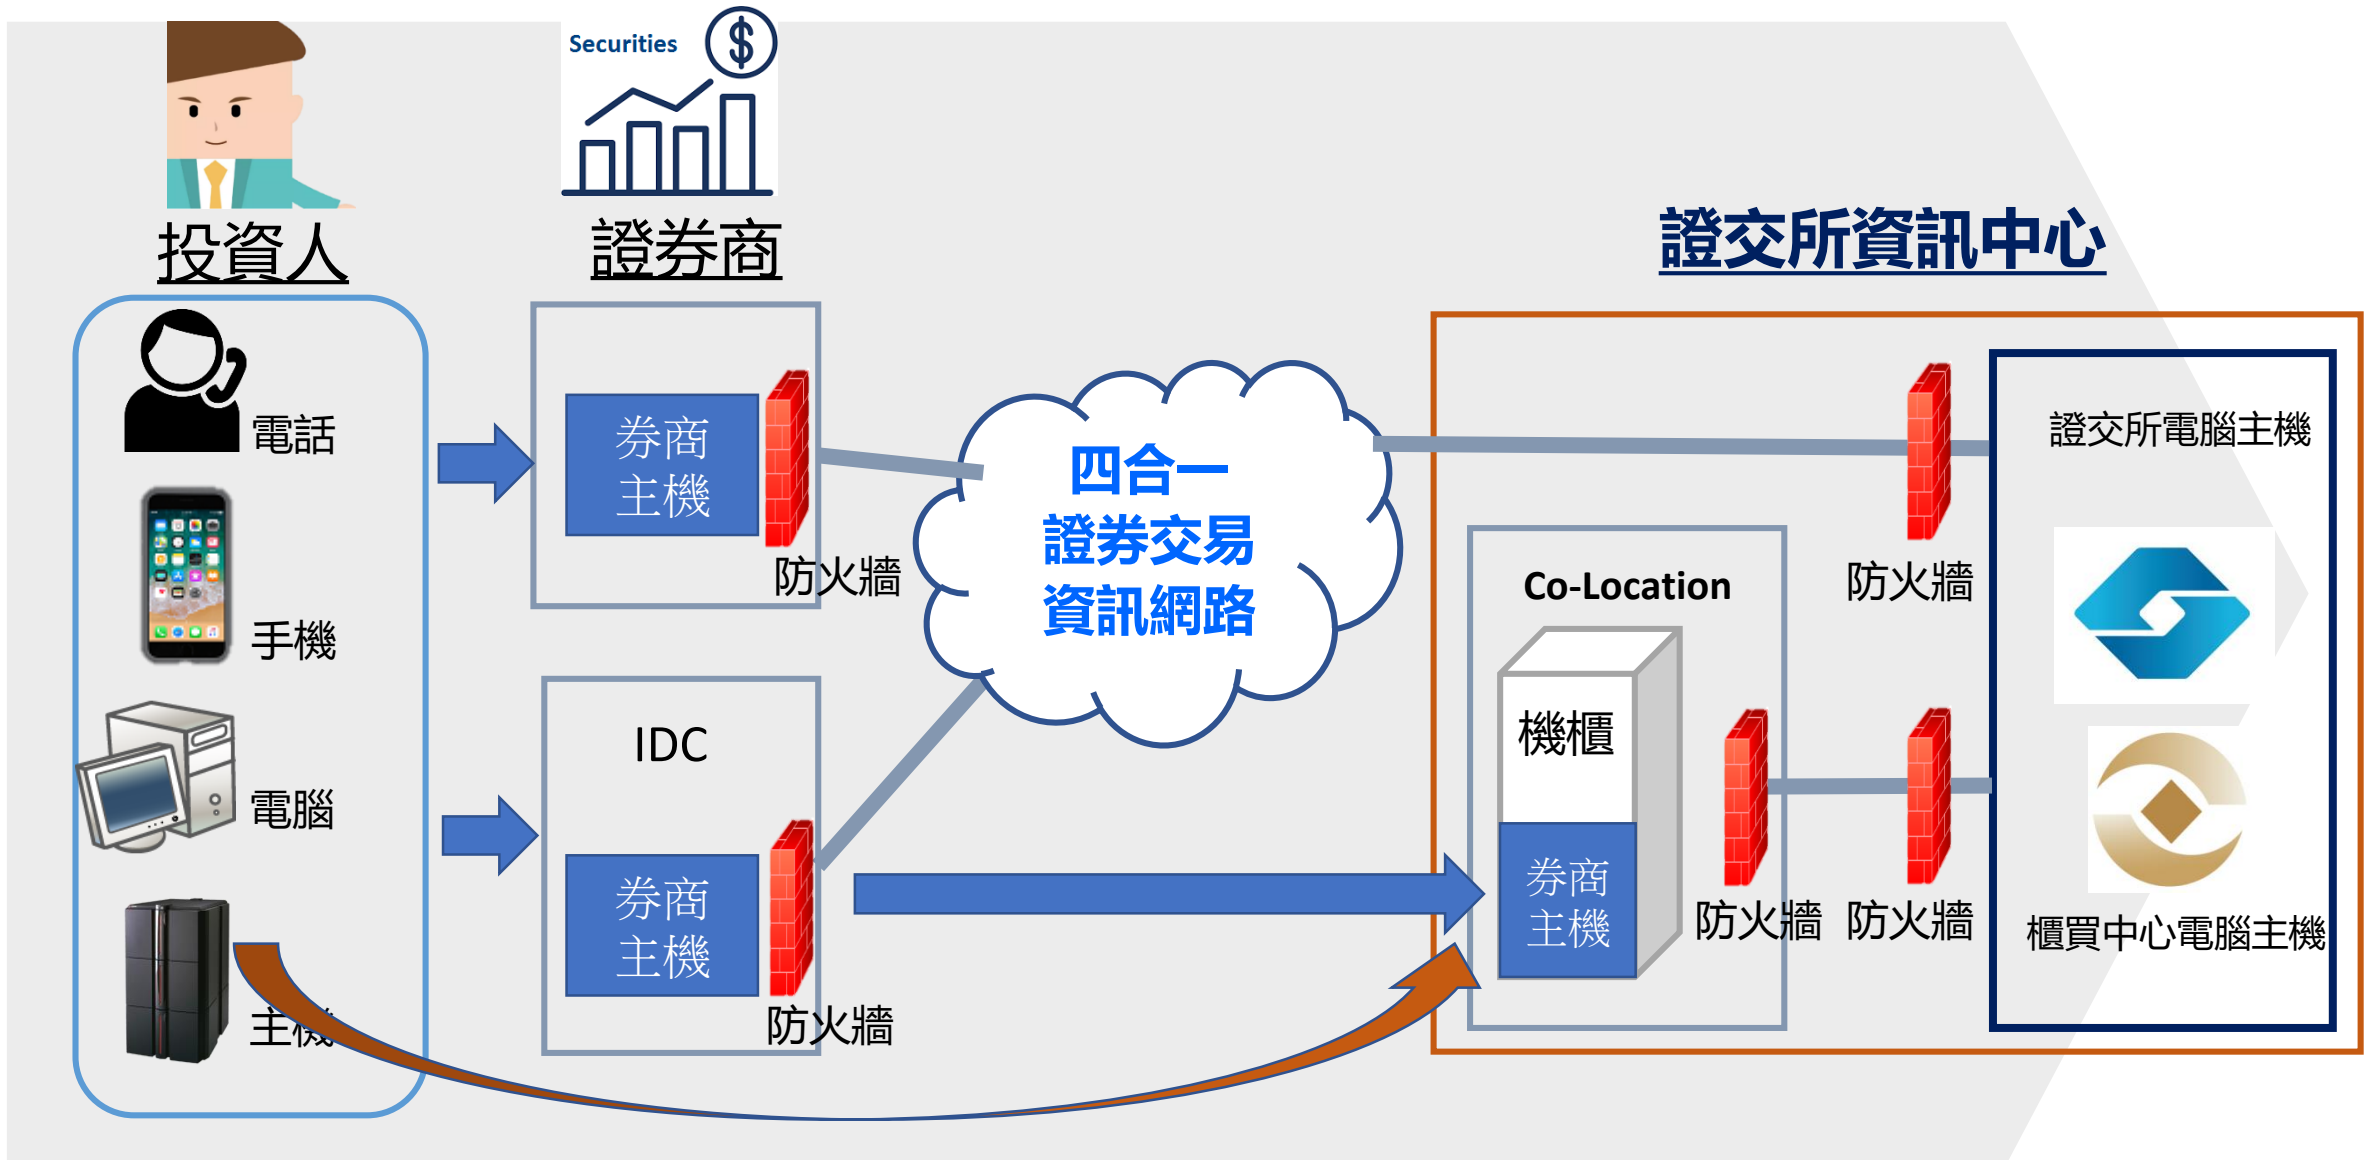 Securities
投資人
證券商
證交所資訊中心
電話
手機
電腦
主機
券商
主機
防火牆
IDC
券商
主機
防火牆
四合一
證券交易
資訊網路
Co-Location
機櫃
券商
主機
防火牆
防火牆
防火牆
證交所電腦主機
櫃買中心電腦主機